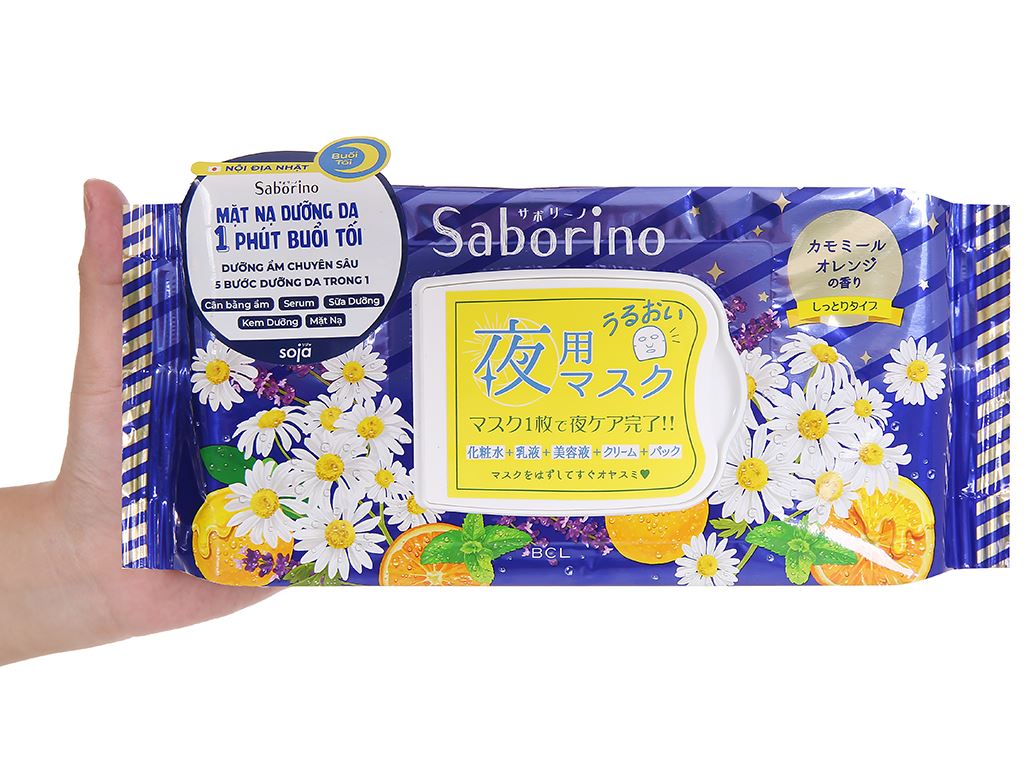 NỘI ĐỊA NHẬT
Buổi
Tối
Saborino
MẶT NẠ DƯỠNG DA
1 PHÚT BUỔI TỐI
DƯỠNG ẨM CHUYÊN SÂU
5 BƯỚC DƯỠNG DA TRONG 1
Cân bằng ẩm Serum Sữa Dưỡng
Kem Dưỡng Mặt Nạ
soja
サボリーノ
Saborino
うるおい
夜用
マスク
マスク1枚で夜ケア完了!!
化粧水+乳液+美容液+クリーム+パック
マスクをはずしてすぐオヤスミ♥
BCL
カモミール
オレンジ
の香り
しっとりタイプ